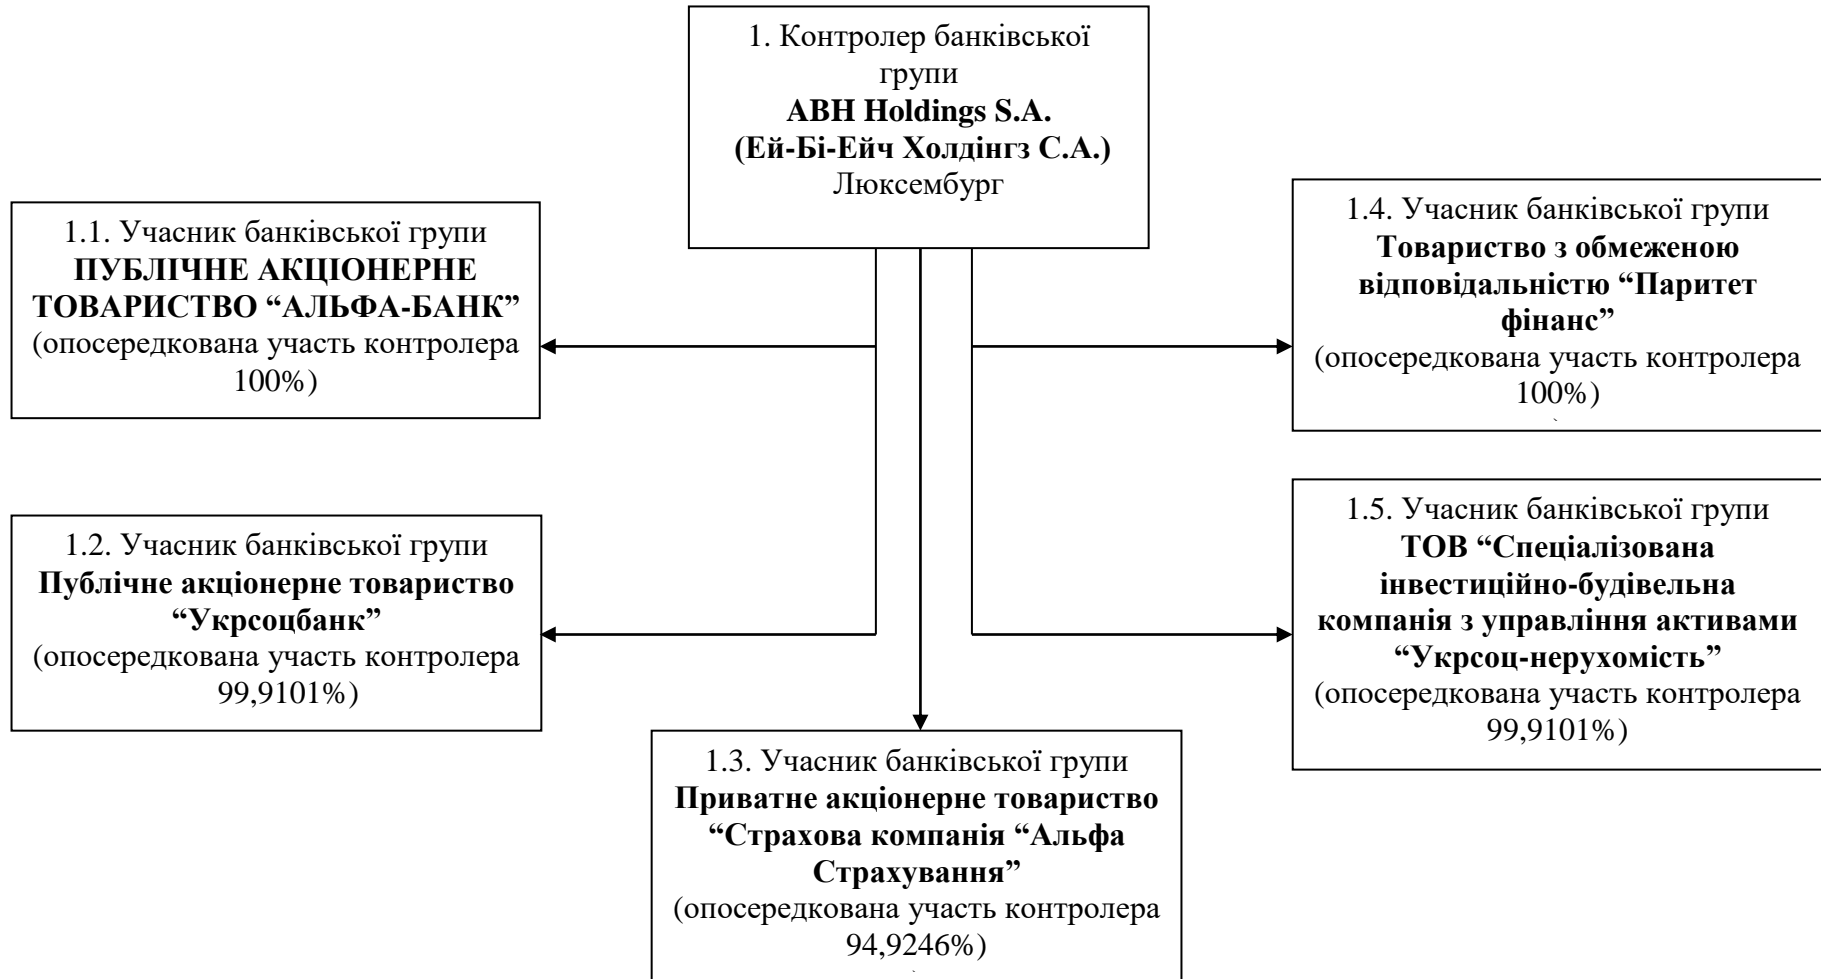 1. Контролер банківської
групи
ABH Holdings S.A.
(Ей-Бі-Ейч Холдінгз С.А.)
Люксембург
1.1. Учасник банківської групи
ПУБЛІЧНЕ АКЦІОНЕРНЕ
ТОВАРИСТВО “АЛЬФА-БАНК”
(опосередкована участь контролера
100%)
1.2. Учасник банківської групи
Публічне акціонерне товариство
“Укрсоцбанк”
(опосередкована участь контролера
99,9101%)
1.3. Учасник банківської групи
Приватне акціонерне товариство
“Страхова компанія “Альфа
Страхування”
(опосередкована участь контролера
94,9246%)
1.4. Учасник банківської групи
Товариство з обмеженою
відповідальністю “Паритет
фінанс”
(опосередкована участь контролера
100%)
1.5. Учасник банківської групи
ТОВ “Спеціалізована
інвестиційно-будівельна
компанія з управління активами
“Укрсоц-нерухомість”
(опосередкована участь контролера
99,9101%)